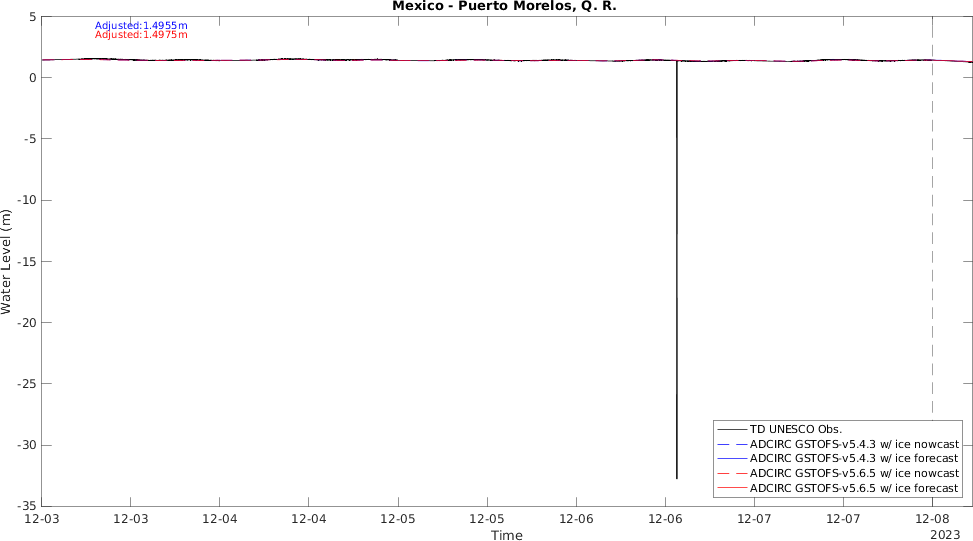 Mexico - Puerto Morelos, Q. R.
Adjusted:1.4955m
Adjusted:1.4975m
5
0
-5
-10
-15
-20
-25
-30
-35
Water Level (m)
TD UNESCO Obs.
ADCIRC GSTOFS-v5.4.3 w/ ice nowcast
ADCIRC GSTOFS-v5.4.3 w/ ice forecast
ADCIRC GSTOFS-v5.6.5 w/ ice nowcast
ADCIRC GSTOFS-v5.6.5 w/ ice forecast
12-03 12-03 12-04 12-04 12-05 12-05 12-06 12-06 12-07 12-07 12-08
2023
Time